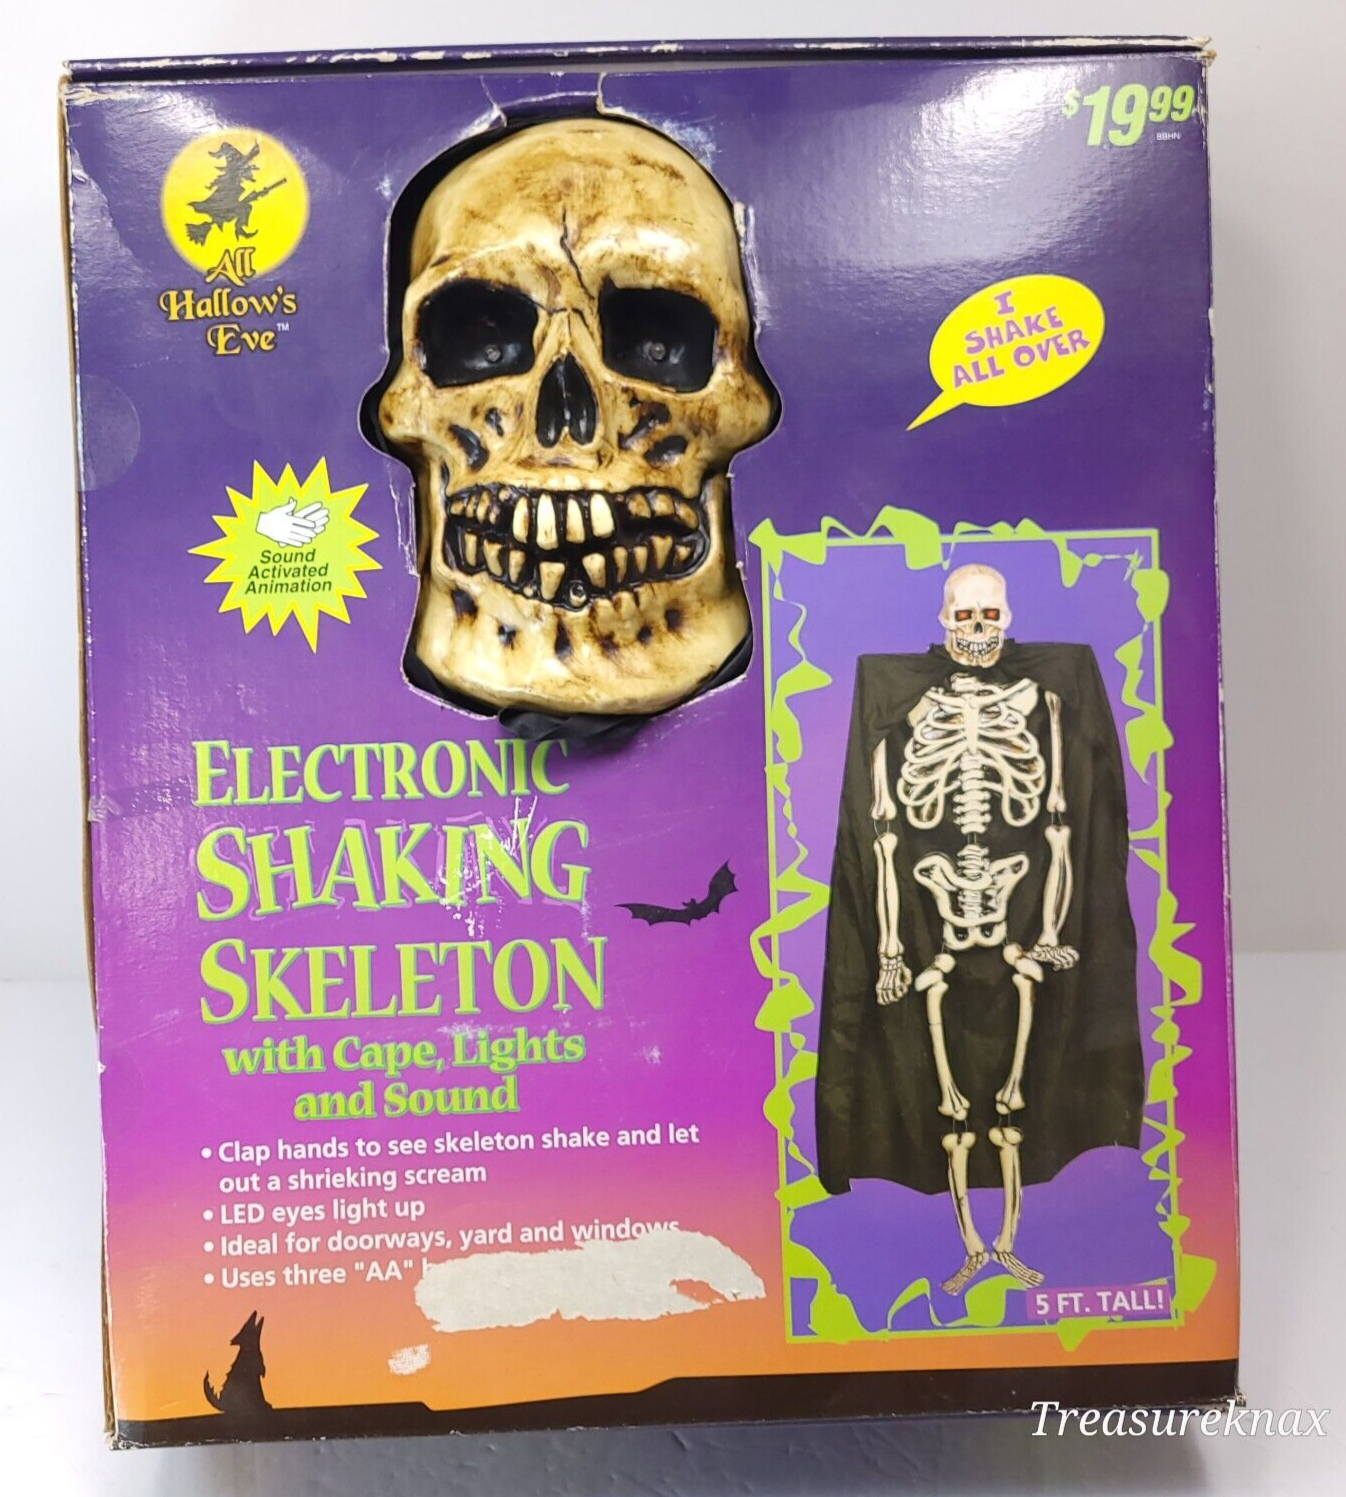 $19.99
BBHN
All
Hallow's
Eve™
I
SHAKE
ALL OVER
Sound
Activated
Animation
ELECTRONIC
SHAKING
SKELETON
with Cape, Lights
and Sound
• Clap hands to see skeleton shake and let
out a shrieking scream
• LED eyes light up
• Ideal for doorways, yard and windows
• Uses three "AA"
5 FT. TALL!
Treasureknax